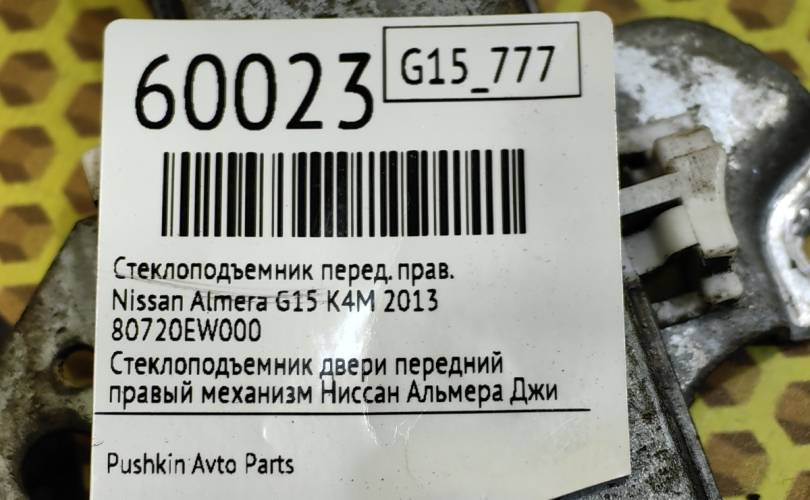 60023
G15_777
Стеклоподъемник перед. прав.
Nissan Almera G15 K4M 2013
80720EW000
Стеклоподъемник двери передний
правый механизм Ниссан Альмера Джи
Pushkin Avto Parts